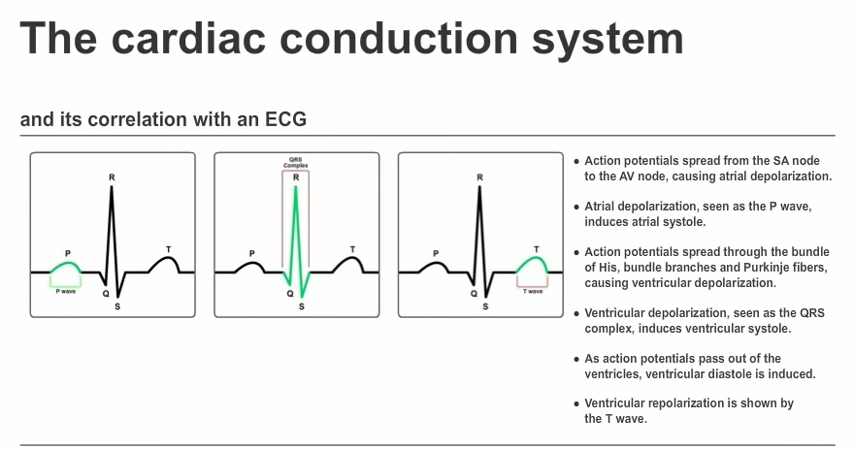 The cardiac conduction system
and its correlation with an ECG
R
P
T
Q
S
P wave
QRS
Complex
R
P
T
Q
S
R
P
T
Q
S
T wave
• Action potentials spread from the SA node
to the AV node, causing atrial depolarization.
• Atrial depolarization, seen as the P wave,
induces atrial systole.
• Action potentials spread through the bundle
of His, bundle branches and Purkinje fibers,
causing ventricular depolarization.
• Ventricular depolarization, seen as the QRS
complex, induces ventricular systole.
• As action potentials pass out of the
ventricles, ventricular diastole is induced.
• Ventricular repolarization is shown by
the T wave.